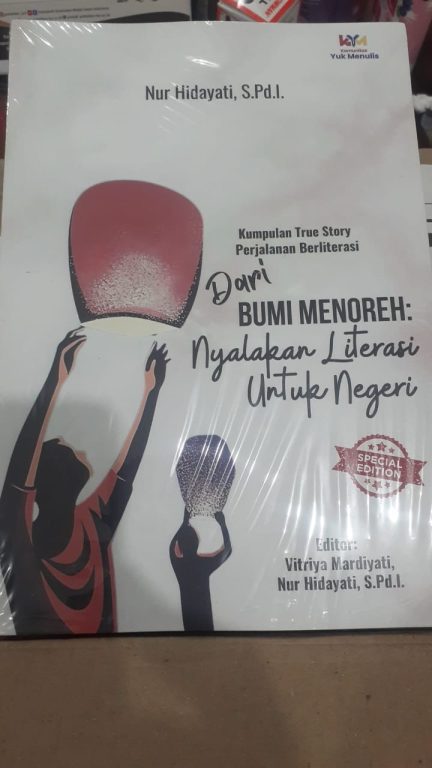 KYM
Komunitas
Yuk Menulis
Nur Hidayati, S.Pd.I.
Kumpulan True Story
Perjalanan Berliterasi
Dari
BUMI MENOREH:
Nyalakan Literasi
Untuk Negeri
SPECIAL
EDITION
Editor:
Vitriya Mardiyati,
Nur Hidayati, S.Pd.I.